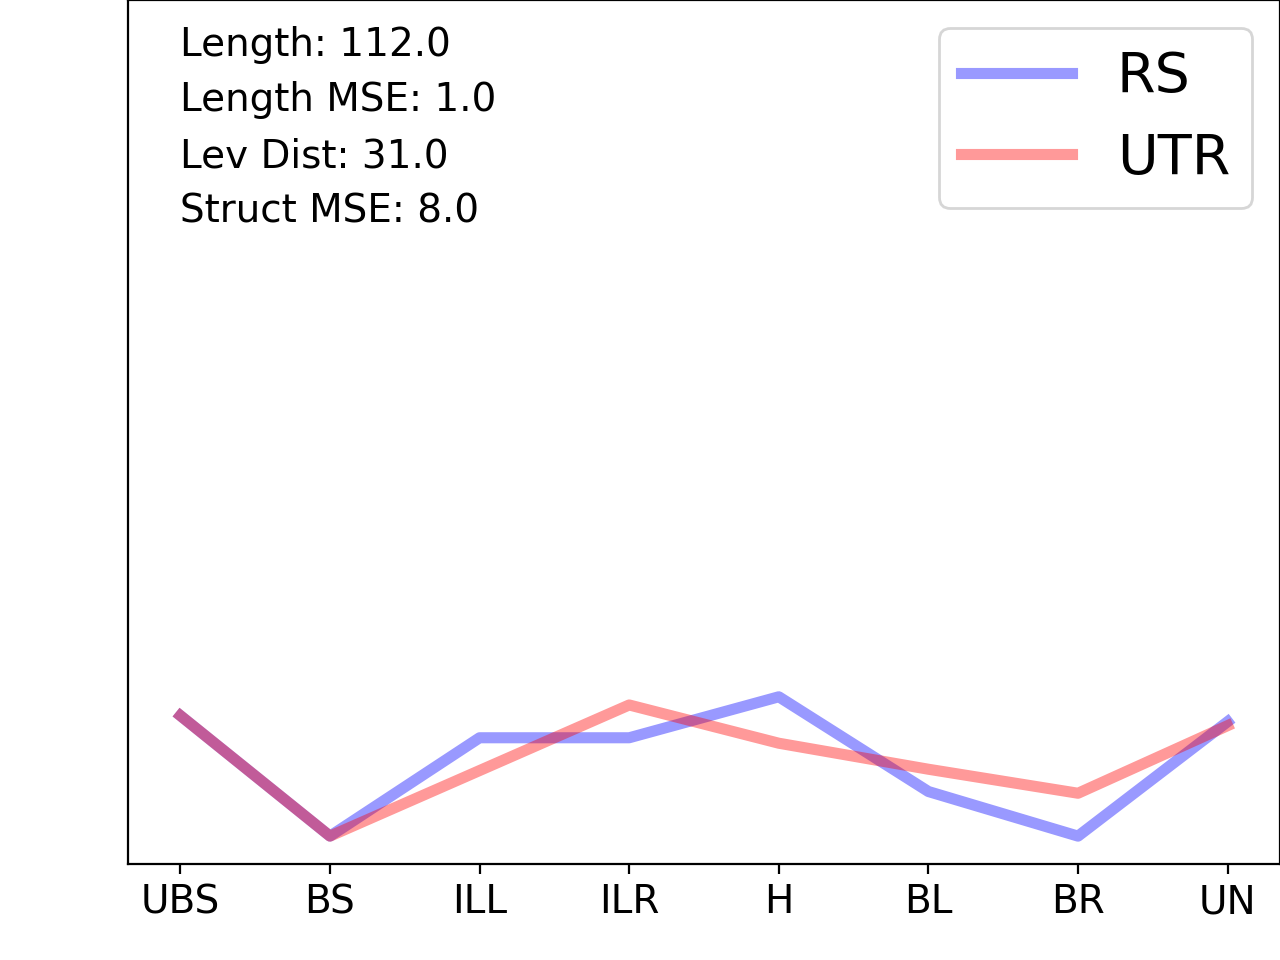 Length: 112.0
Length MSE: 1.0
Lev Dist: 31.0
Struct MSE: 8.0
RS
UTR
UBS BS ILL ILR H BL BR UN